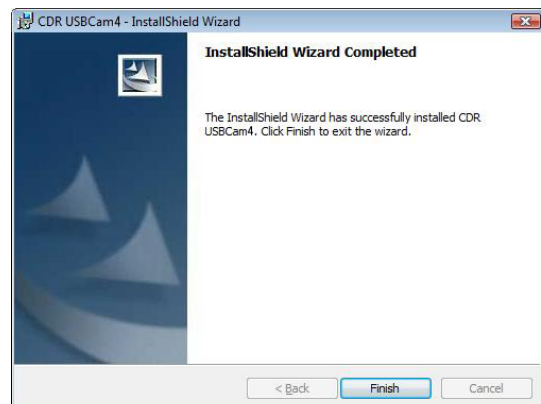 CDR USBCam4 - InstallShield Wizard
InstallShield Wizard Completed
The InstallShield Wizard has successfully installed CDR
USBCam4. Click Finish to exit the wizard.
< Back
Finish
Cancel